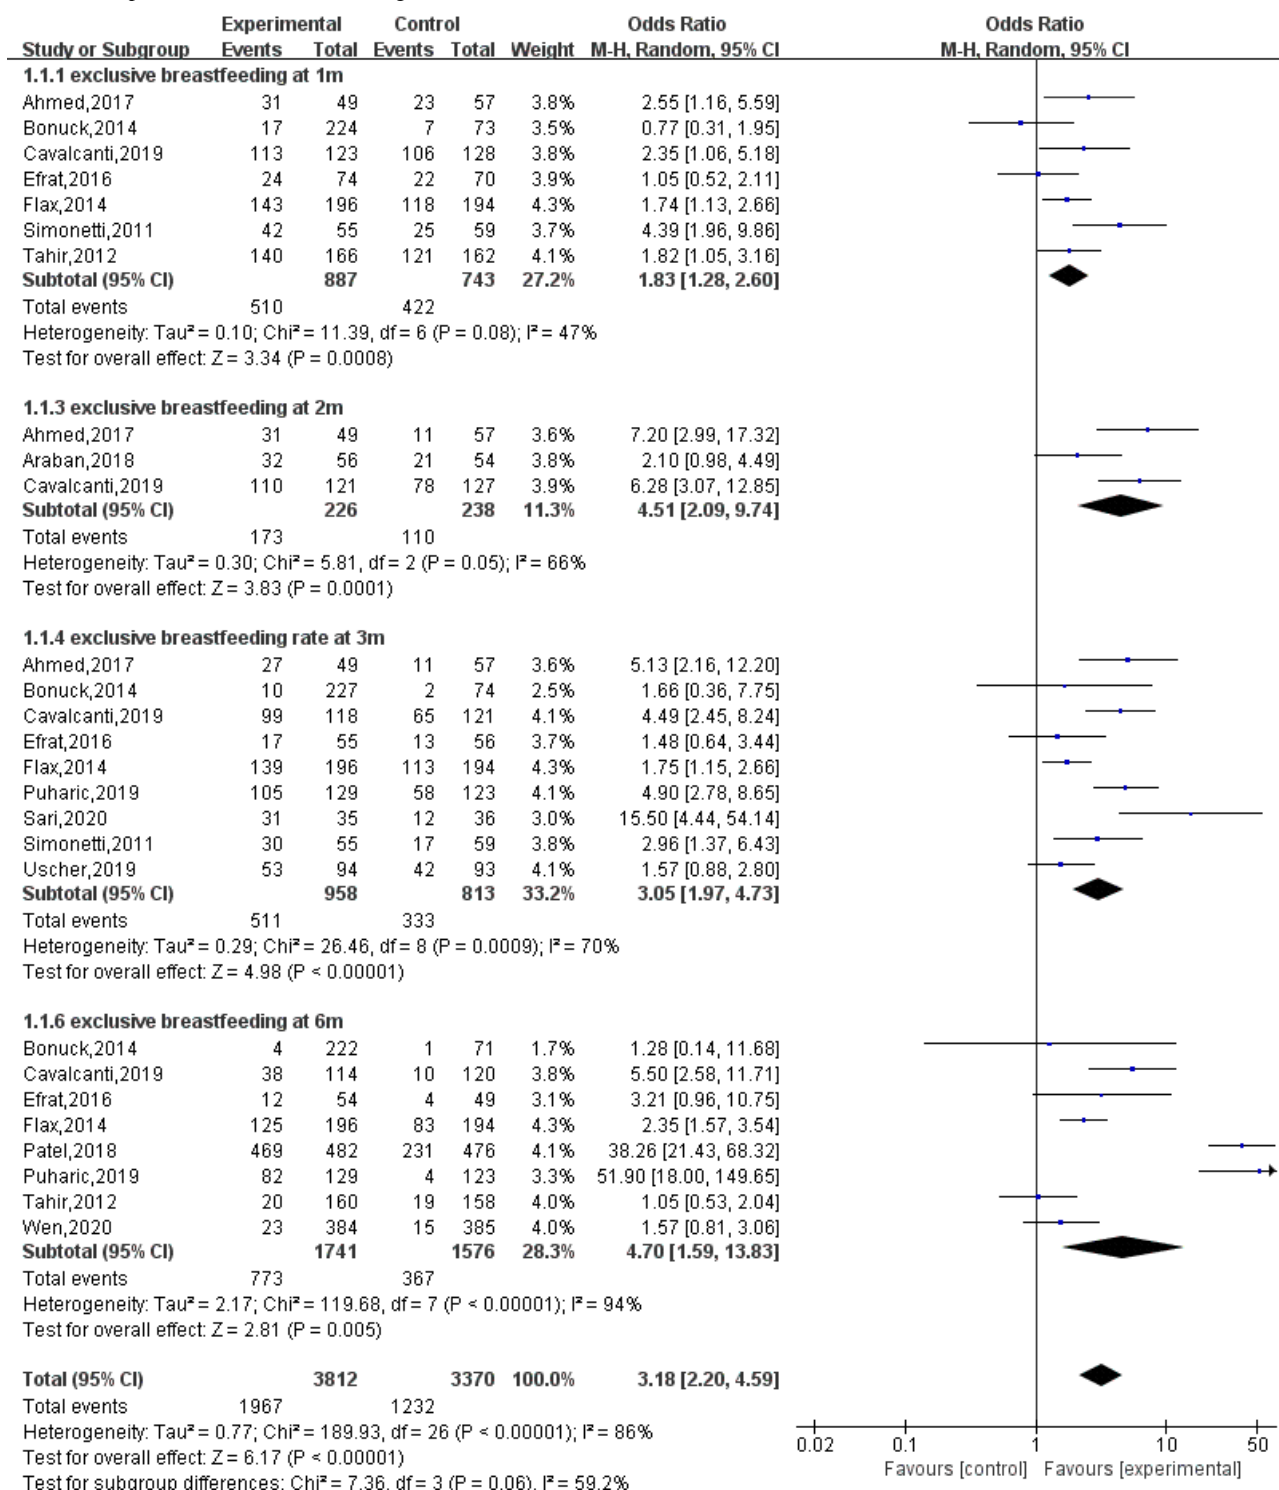 Experimental Control Odds Ratio Odds Ratio
Study or Subgroup Events Total Events Total Weight M-H, Random, 95% CI M-H, Random, 95% CI
1.1.1 exclusive breastfeeding at 1m
Ahmed,2017 31 49 23 57 3.8% 2.55 [1.16, 5.59]
Bonuck,2014 17 224 7 73 3.5% 0.77 [0.31, 1.95]
Cavalcanti,2019 113 123 106 128 3.8% 2.35 [1.06, 5.18]
Efrat,2016 24 74 22 70 3.9% 1.05 [0.52, 2.11]
Flax,2014 143 196 118 194 4.3% 1.74 [1.13, 2.66]
Simonetti,2011 42 55 25 59 3.7% 4.39 [1.96, 9.86]
Tahir,2012 140 166 121 162 4.1% 1.82 [1.05, 3.16]
Subtotal (95% CI) 887 743 27.2% 1.83 [1.28, 2.60]
Total events 510 422
Heterogeneity: Tau² = 0.10; Chi² = 11.39, df = 6 (P = 0.08); I² = 47%
Test for overall effect: Z = 3.34 (P = 0.0008)
1.1.3 exclusive breastfeeding at 2m
Ahmed,2017 31 49 11 57 3.6% 7.20 [2.99, 17.32]
Araban,2018 32 56 21 54 3.8% 2.10 [0.98, 4.49]
Cavalcanti,2019 110 121 78 127 3.9% 6.28 [3.07, 12.85]
Subtotal (95% CI) 226 238 11.3% 4.51 [2.09, 9.74]
Total events 173 110
Heterogeneity: Tau² = 0.30; Chi² = 5.81, df = 2 (P = 0.05); I² = 66%
Test for overall effect: Z = 3.83 (P = 0.0001)
1.1.4 exclusive breastfeeding rate at 3m
Ahmed,2017 27 49 11 57 3.6% 5.13 [2.16, 12.20]
Bonuck,2014 10 227 2 74 2.5% 1.66 [0.36, 7.75]
Cavalcanti,2019 99 118 65 121 4.1% 4.49 [2.45, 8.24]
Efrat,2016 17 55 13 56 3.7% 1.48 [0.64, 3.44]
Flax,2014 139 196 113 194 4.3% 1.75 [1.15, 2.66]
Puharic,2019 105 129 58 123 4.1% 4.90 [2.78, 8.65]
Sari,2020 31 35 12 36 3.0% 15.50 [4.44, 54.14]
Simonetti,2011 30 55 17 59 3.8% 2.96 [1.37, 6.43]
Uscher,2019 53 94 42 93 4.1% 1.57 [0.88, 2.80]
Subtotal (95% CI) 958 813 33.2% 3.05 [1.97, 4.73]
Total events 511 333
Heterogeneity: Tau² = 0.29; Chi² = 26.46, df = 8 (P = 0.0009); I² = 70%
Test for overall effect: Z = 4.98 (P < 0.00001)
1.1.6 exclusive breastfeeding at 6m
Bonuck,2014 4 222 1 71 1.7% 1.28 [0.14, 11.68]
Cavalcanti,2019 38 114 10 120 3.8% 5.50 [2.58, 11.71]
Efrat,2016 12 54 4 49 3.1% 3.21 [0.96, 10.75]
Flax,2014 125 196 83 194 4.3% 2.35 [1.57, 3.54]
Patel,2018 469 482 231 476 4.1% 38.26 [21.43, 68.32]
Puharic,2019 82 129 4 123 3.3% 51.90 [18.00, 149.65]
Tahir,2012 20 160 19 158 4.0% 1.05 [0.53, 2.04]
Wen,2020 23 384 15 385 4.0% 1.57 [0.81, 3.06]
Subtotal (95% CI) 1741 1576 28.3% 4.70 [1.59, 13.83]
Total events 773 367
Heterogeneity: Tau² = 2.17; Chi² = 119.68, df = 7 (P < 0.00001); I² = 94%
Test for overall effect: Z = 2.81 (P = 0.005)
Total (95% CI) 3812 3370 100.0% 3.18 [2.20, 4.59]
Total events 1967 1232
Heterogeneity: Tau² = 0.77; Chi² = 189.93, df = 26 (P < 0.00001); I² = 86%
Test for overall effect: Z = 6.17 (P < 0.00001)
Test for subgroup differences: Chi² = 7.36, df = 3 (P = 0.06), I² = 59.2%
0.02 0.1 1 10 50
Favours [control] Favours [experimental]